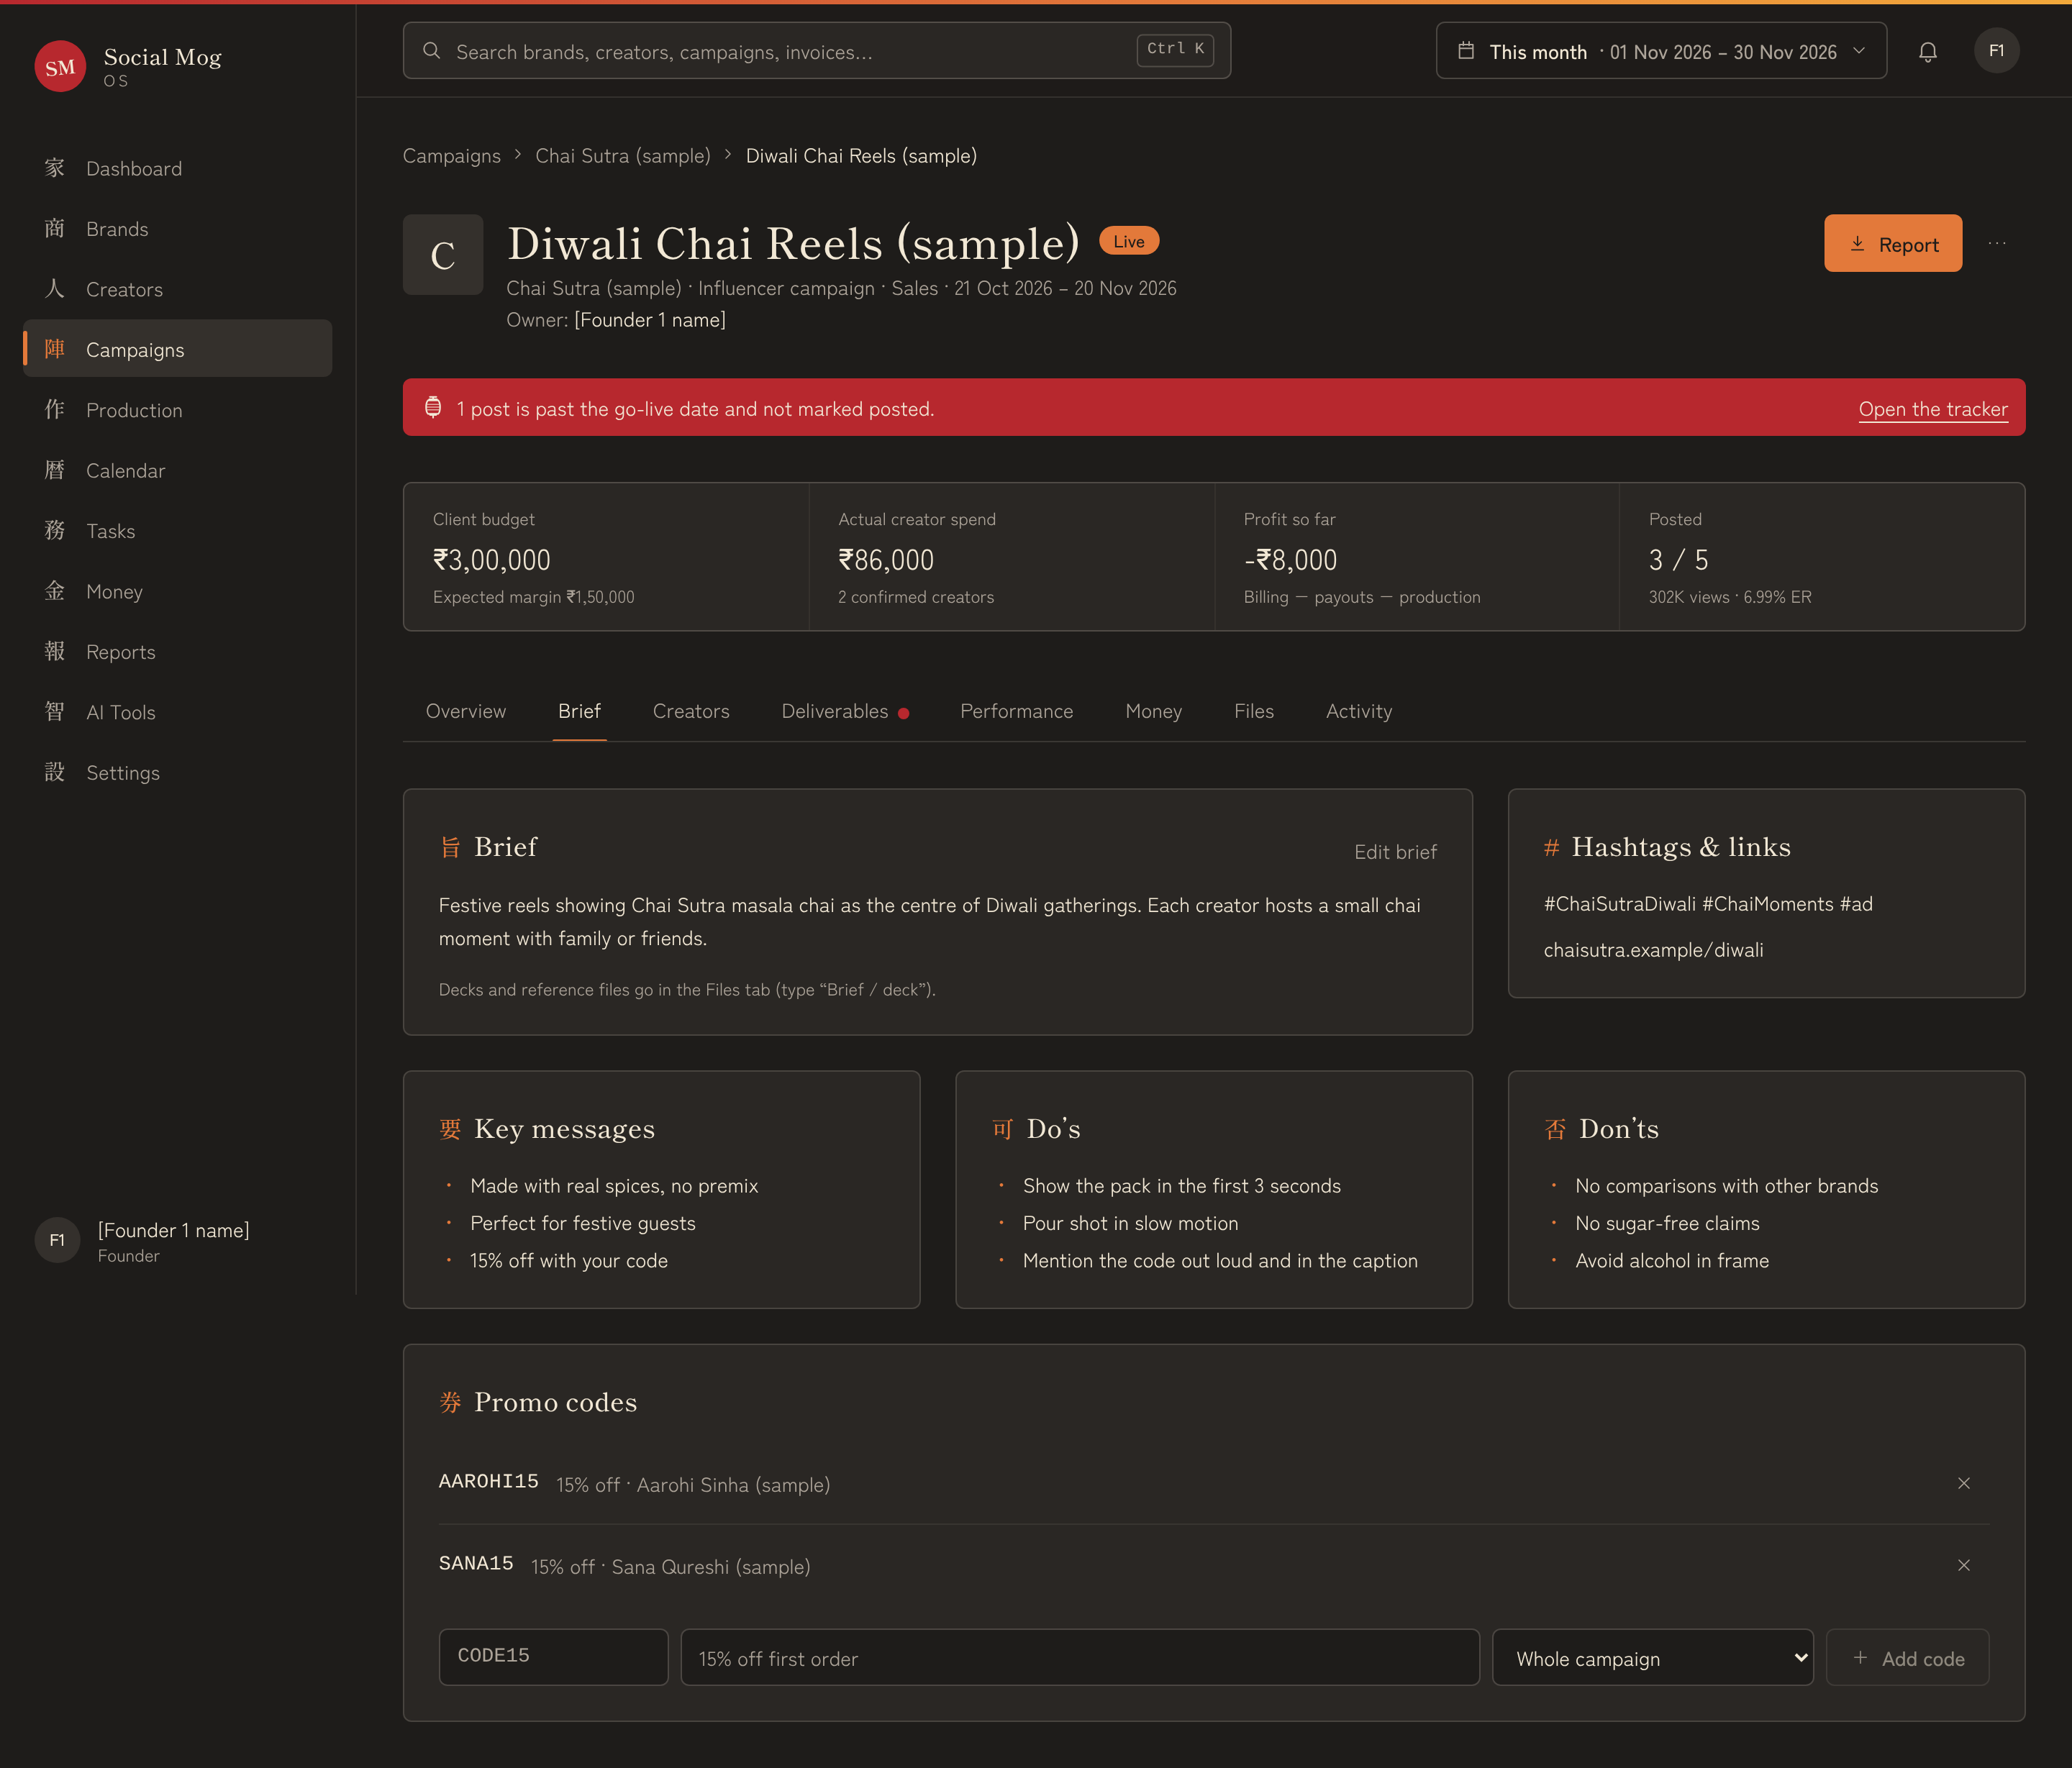 SM
Social Mog
OS
家 Dashboard
商 Brands
人 Creators
陣 Campaigns
作 Production
暦 Calendar
務 Tasks
金 Money
報 Reports
智 AI Tools
設 Settings
F1
[Founder 1 name]
Founder
Search brands, creators, campaigns, invoices...
Ctrl K
This month · 01 Nov 2026 – 30 Nov 2026
F1
Campaigns > Chai Sutra (sample) > Diwali Chai Reels (sample)
C
Diwali Chai Reels (sample)
Live
Chai Sutra (sample) · Influencer campaign · Sales · 21 Oct 2026 – 20 Nov 2026
Owner: [Founder 1 name]
Report
...
1 post is past the go-live date and not marked posted.
Open the tracker
Client budget
₹3,00,000
Expected margin ₹1,50,000
Actual creator spend
₹86,000
2 confirmed creators
Profit so far
-₹8,000
Billing — payouts — production
Posted
3 / 5
302K views · 6.99% ER
Overview
Brief
Creators
Deliverables
Performance
Money
Files
Activity
旨 Brief
Edit brief
Festive reels showing Chai Sutra masala chai as the centre of Diwali gatherings. Each creator hosts a small chai
moment with family or friends.
Decks and reference files go in the Files tab (type “Brief / deck”).
# Hashtags & links
#ChaiSutraDiwali #ChaiMoments #ad
chaisutra.example/diwali
要 Key messages
• Made with real spices, no premix
• Perfect for festive guests
• 15% off with your code
可 Do’s
• Show the pack in the first 3 seconds
• Pour shot in slow motion
• Mention the code out loud and in the caption
否 Don’ts
• No comparisons with other brands
• No sugar-free claims
• Avoid alcohol in frame
券 Promo codes
AAROHI15 15% off · Aarohi Sinha (sample)
SANA15 15% off · Sana Qureshi (sample)
CODE15
15% off first order
Whole campaign
+ Add code